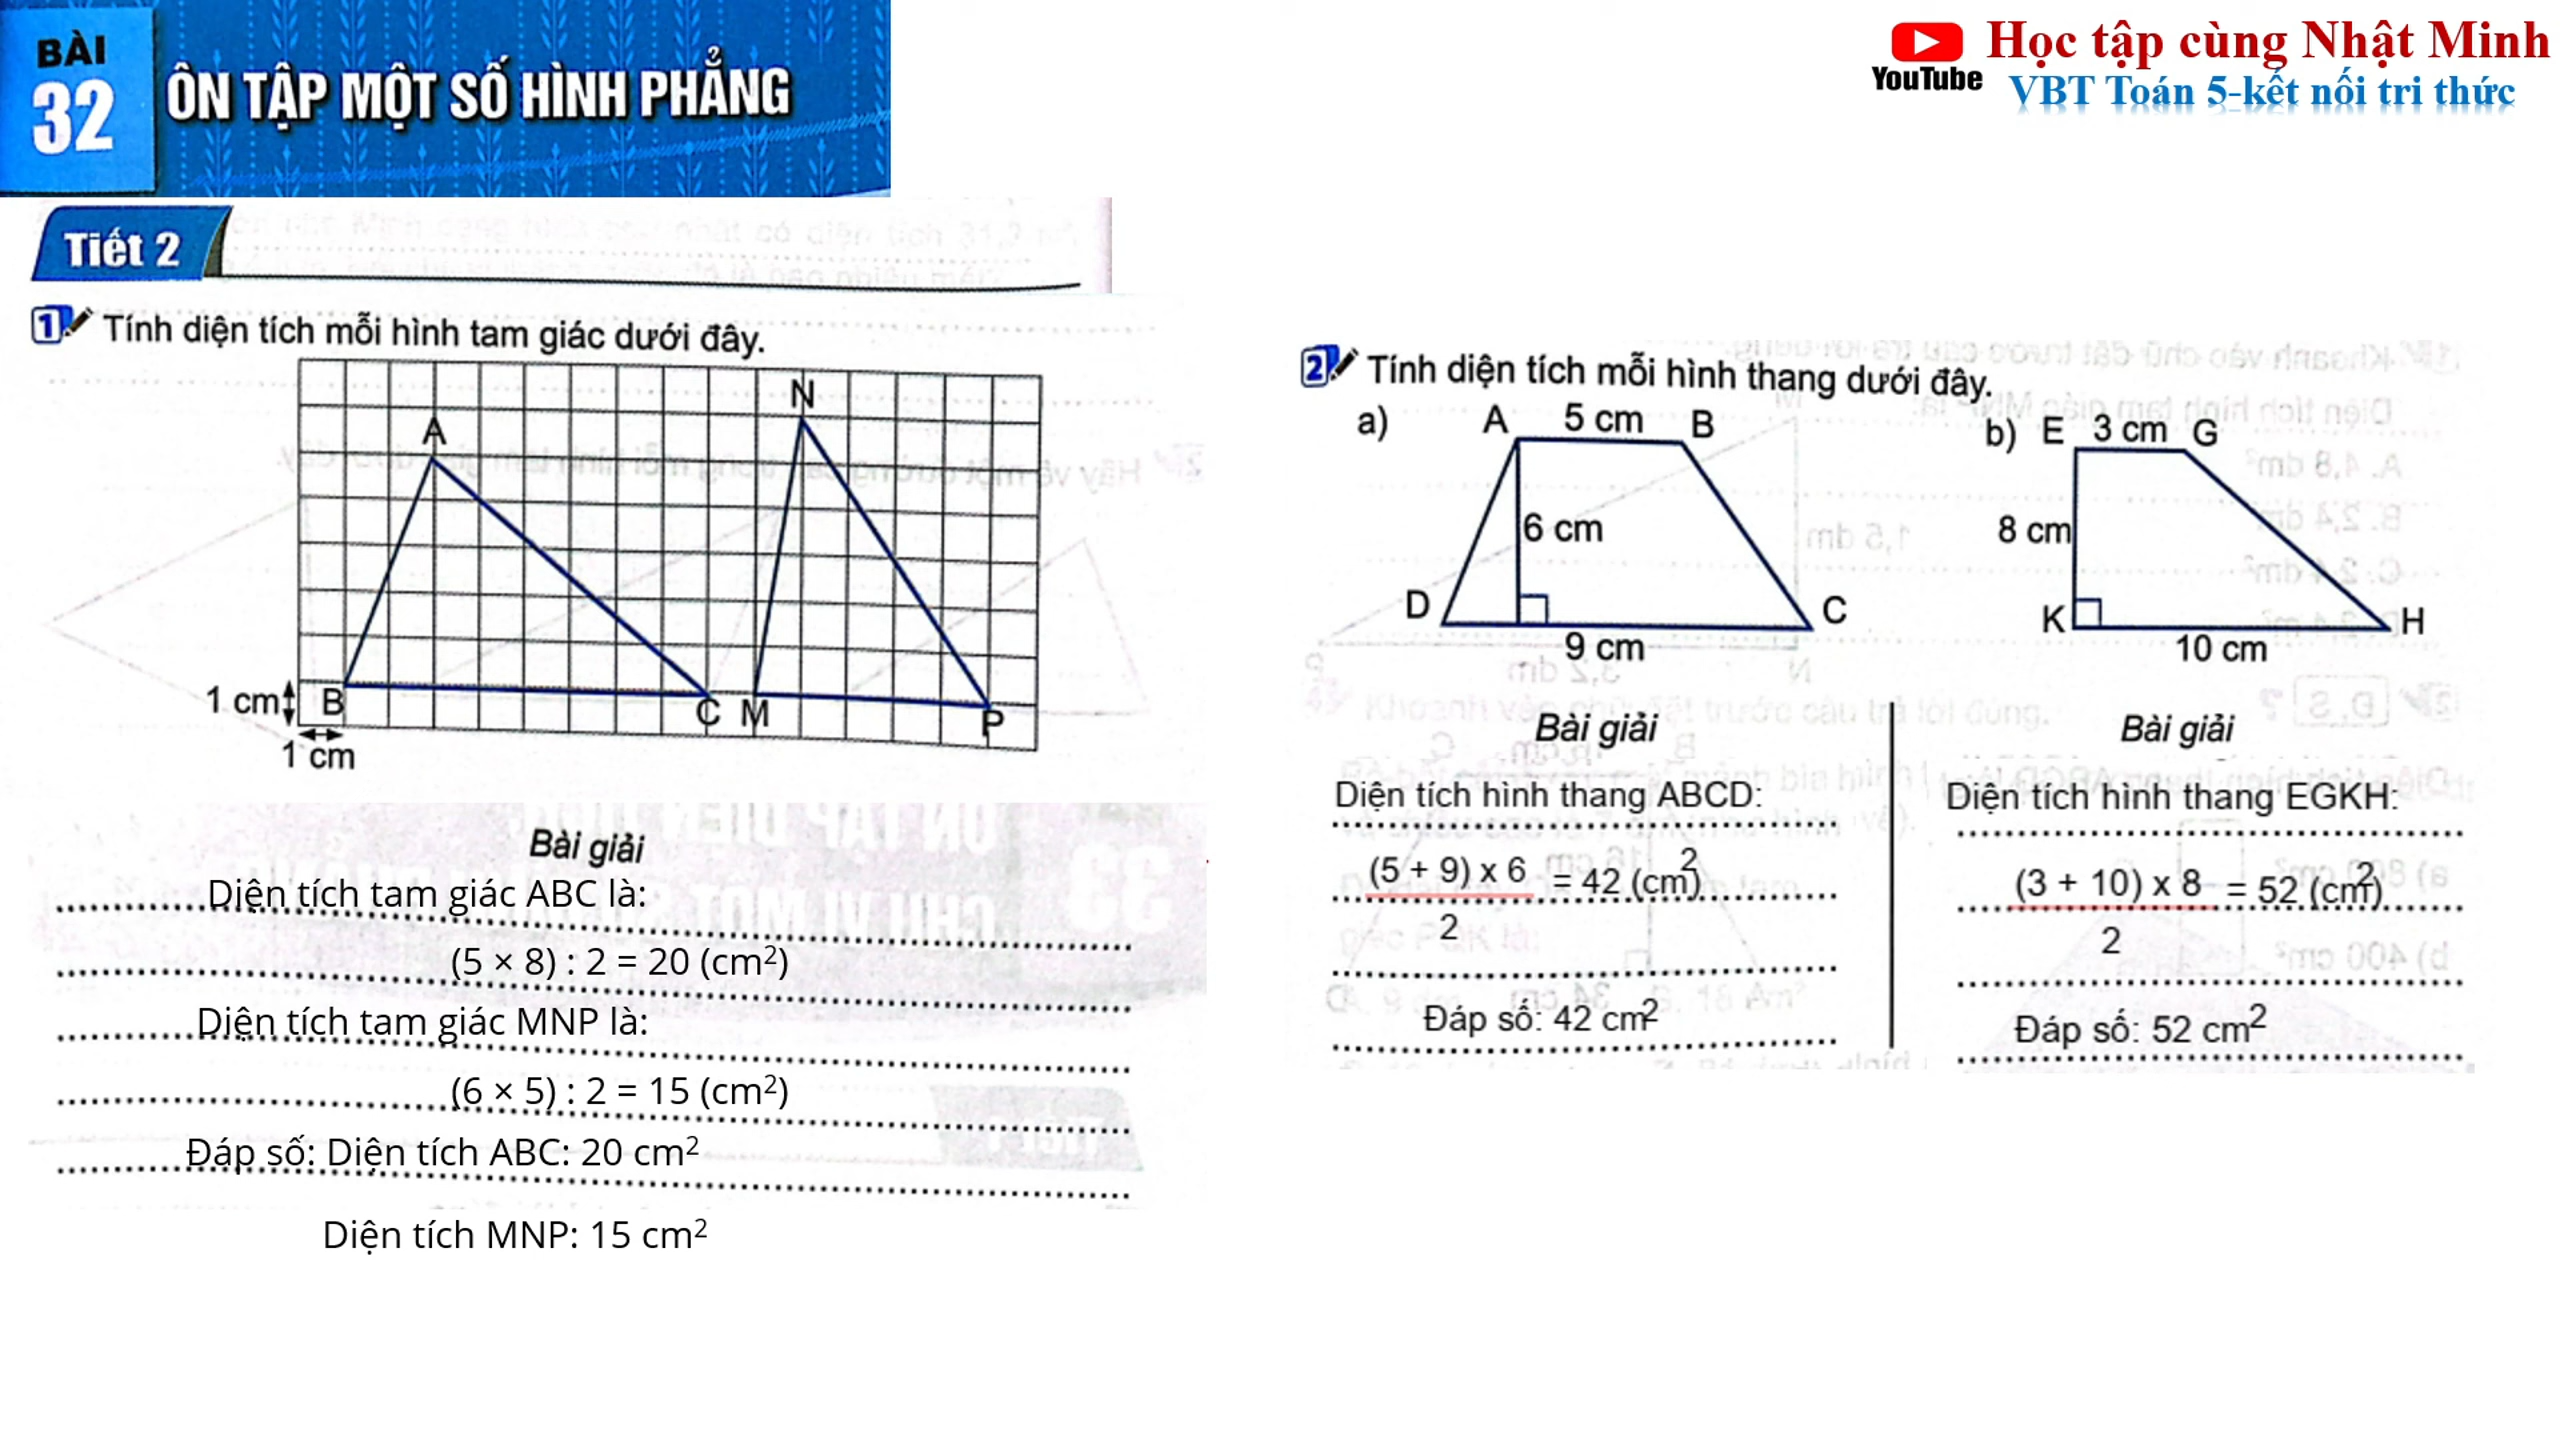 BÀI
32
ÔN TẬP MỘT SỐ HÌNH PHẲNG
YouTube
Học tập cùng Nhật Minh
VBT Toán 5-kết nối tri thức
Tiết 2
1 Tính diện tích mỗi hình tam giác dưới đây.
N
A
1 cm B C M P
1 cm
Bài giải
Diện tích tam giác ABC là:
(5 × 8) : 2 = 20 (cm²)
Diện tích tam giác MNP là:
(6 × 5) : 2 = 15 (cm²)
Đáp số: Diện tích ABC: 20 cm²
Diện tích MNP: 15 cm²
2 Tính diện tích mỗi hình thang dưới đây.
a) A 5 cm B
6 cm
D C
9 cm
b) E 3 cm G
8 cm
K H
10 cm
Bài giải
Diện tích hình thang ABCD:
(5 + 9) x 6 = 42 (cm²)
2
Đáp số: 42 cm²
Bài giải
Diện tích hình thang EGKH:
(3 + 10) x 8 = 52 (cm²)
2
Đáp số: 52 cm²